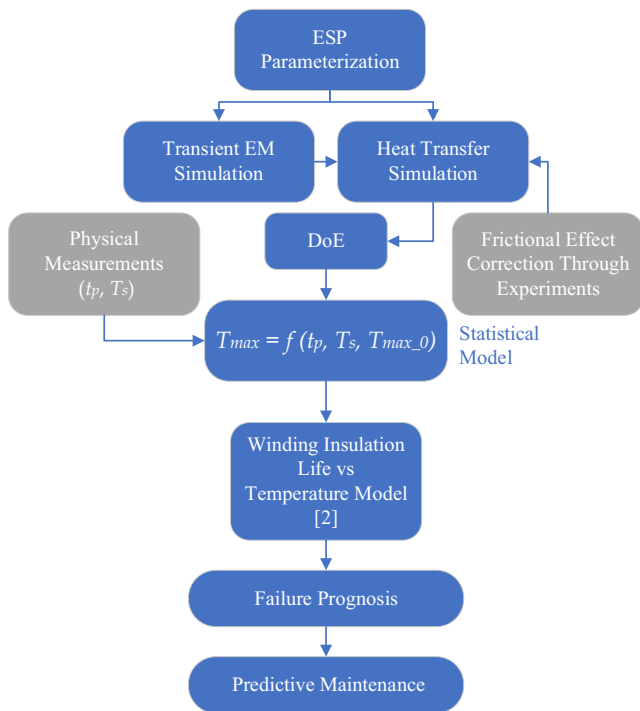 ESP
Parameterization
Transient EM
Simulation
Heat Transfer
Simulation
Physical
Measurements
(tp, Ts)
DoE
Frictional Effect
Correction Through
Experiments
Tmax = f (tp, Ts, Tmax_0)
Statistical
Model
Winding Insulation
Life vs
Temperature Model
[2]
Failure Prognosis
Predictive Maintenance